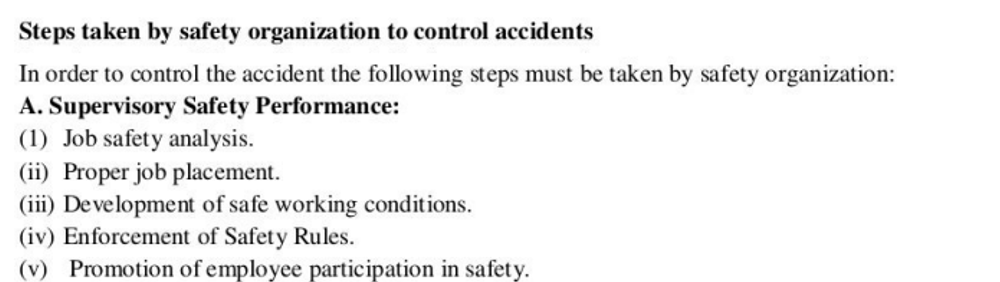 Steps taken by safety organization to control accidents
In order to control the accident the following steps must be taken by safety organization:
A. Supervisory Safety Performance:
(1) Job safety analysis.
(ii) Proper job placement.
(iii) Development of safe working conditions.
(iv) Enforcement of Safety Rules.
(v) Promotion of employee participation in safety.